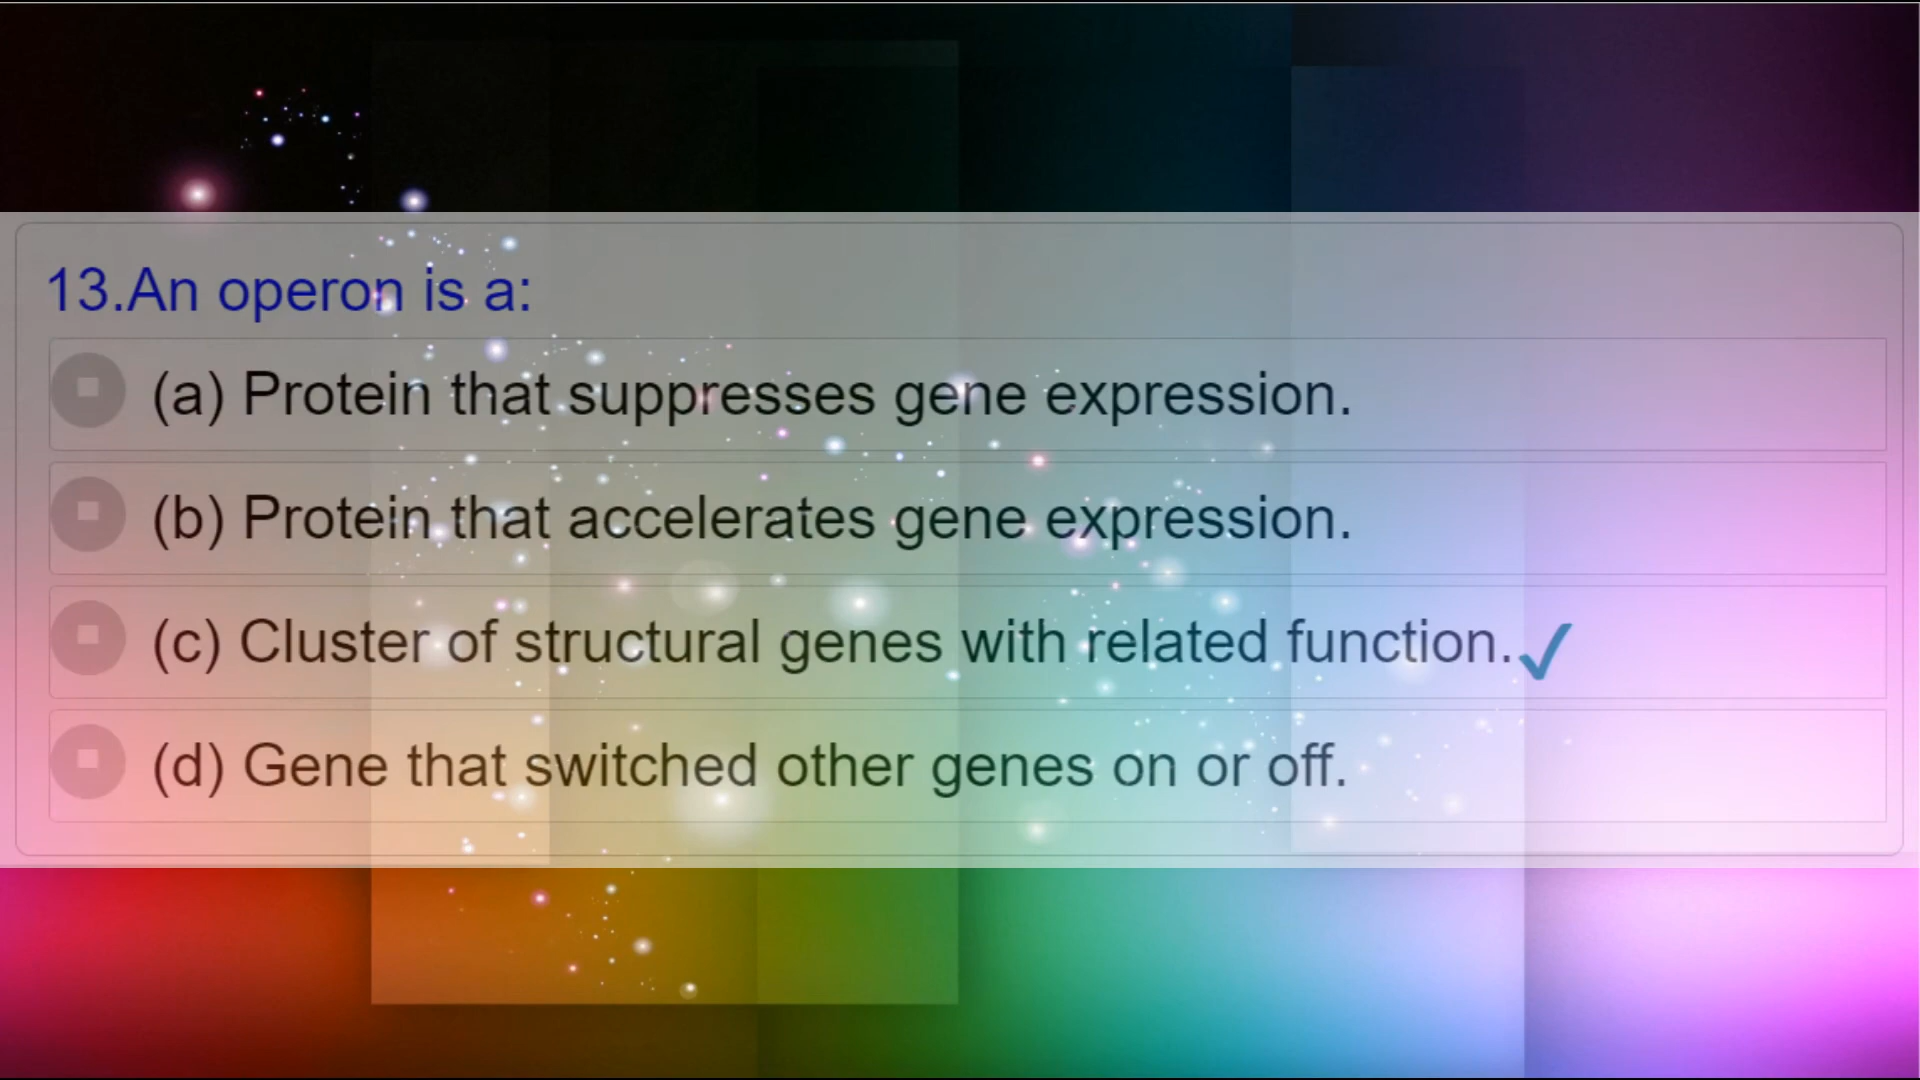 13.An operon is a:
(a) Protein that suppresses gene expression.
(b) Protein that accelerates gene expression.
(c) Cluster of structural genes with related function.✓
(d) Gene that switched other genes on or off.